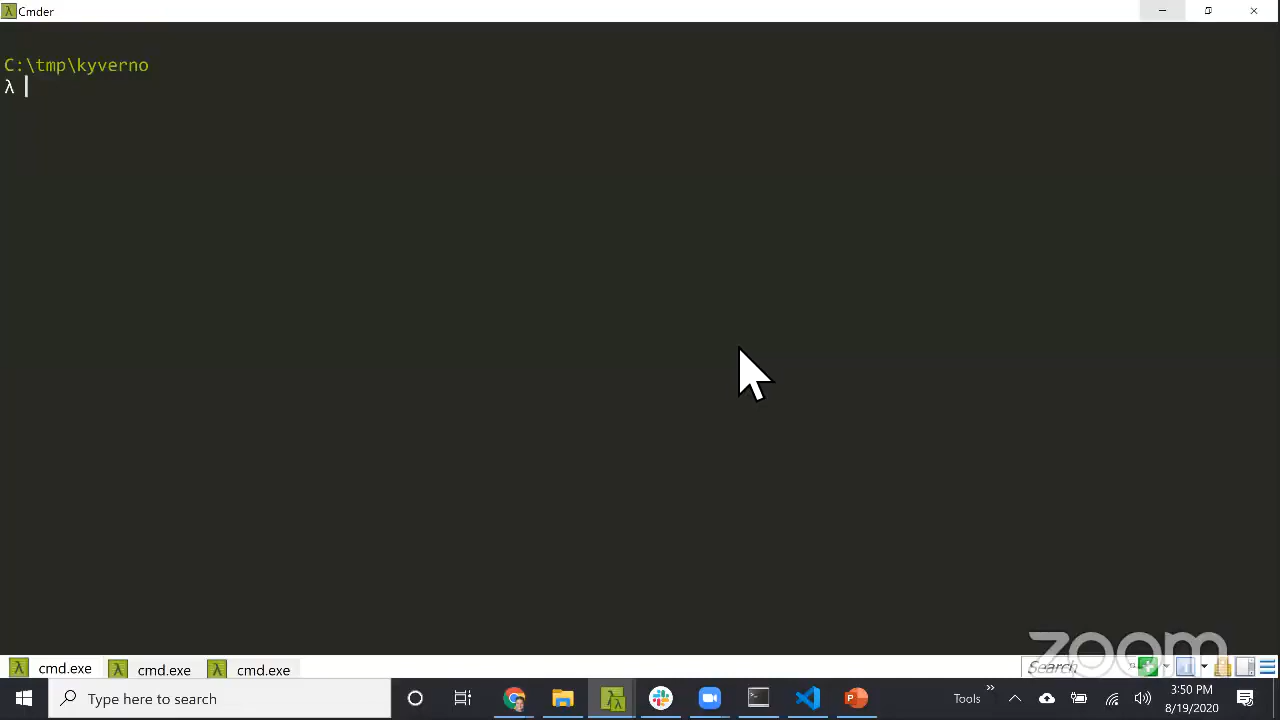 Cmder
C:\tmp\kyverno
λ
zoom
cmd.exe cmd.exe cmd.exe Search
Type here to search
Tools
3:50 PM
8/19/2020